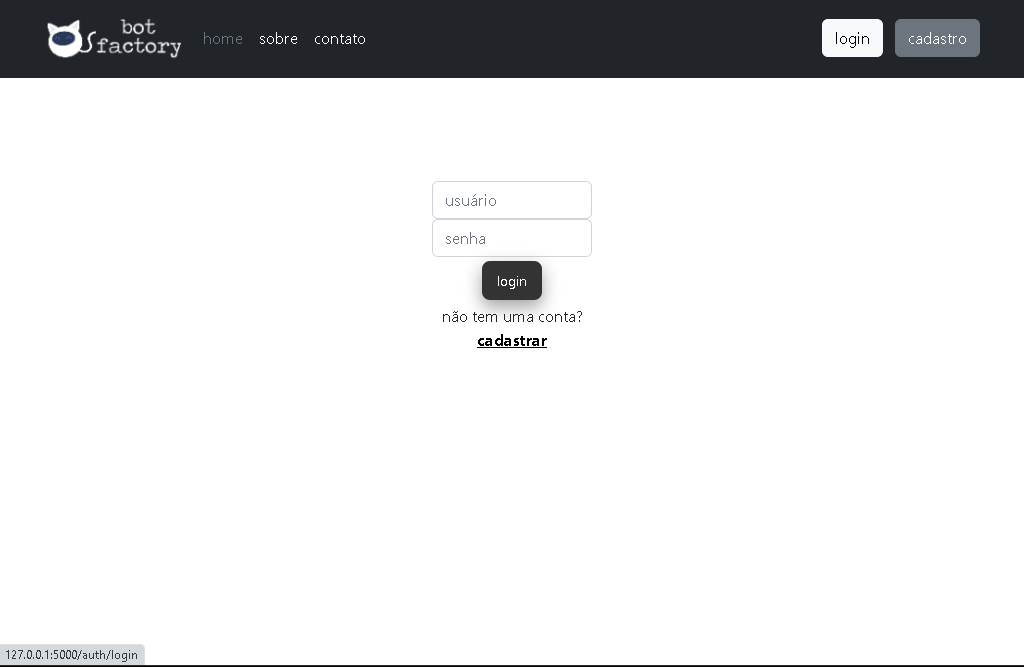 bot
factory
home sobre contato login cadastro
usuário
senha
login
não tem uma conta?
cadastrar
127.0.0.1:5000/auth/login